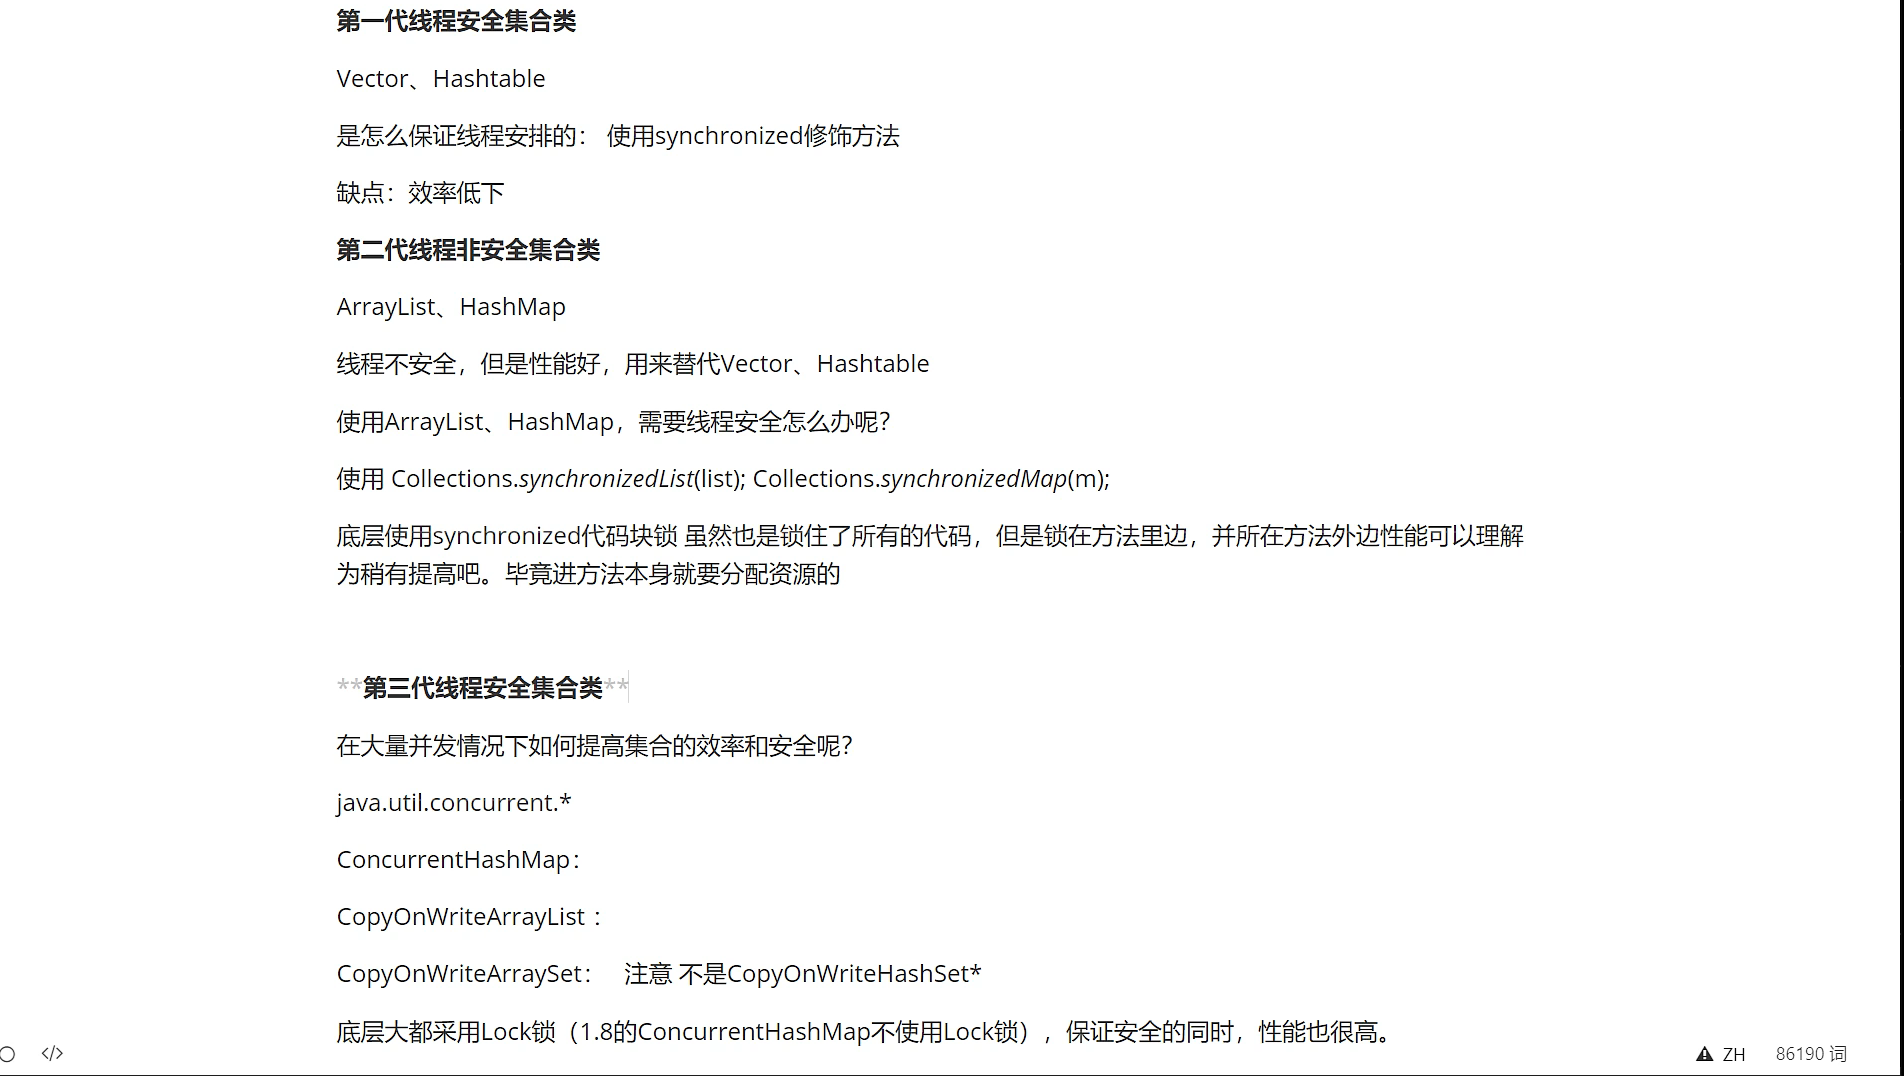 第一代线程安全集合类
Vector、Hashtable
是怎么保证线程安排的： 使用synchronized修饰方法
缺点：效率低下
第二代线程非安全集合类
ArrayList、HashMap
线程不安全，但是性能好，用来替代Vector、Hashtable
使用ArrayList、HashMap，需要线程安全怎么办呢？
使用 Collections.synchronizedList(list); Collections.synchronizedMap(m);
底层使用synchronized代码块锁 虽然也是锁住了所有的代码，但是锁在方法里边，并所在方法外边性能可以理解
为稍有提高吧。毕竟进方法本身就要分配资源的
**第三代线程安全集合类**
在大量并发情况下如何提高集合的效率和安全呢？
java.util.concurrent.*
ConcurrentHashMap：
CopyOnWriteArrayList ：
CopyOnWriteArraySet： 注意 不是CopyOnWriteHashSet*
底层大都采用Lock锁（1.8的ConcurrentHashMap不使用Lock锁），保证安全的同时，性能也很高。
</> ZH 86190 词